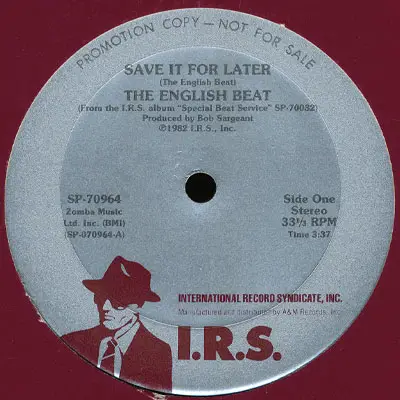 PROMOTION COPY — NOT FOR SALE
SAVE IT FOR LATER
(The English Beat)
THE ENGLISH BEAT
(From the I.R.S. album "Special Beat Service" SP-70032)
Produced by Bob Sargeant
©1982 I.R.S., Inc.
SP-70964
Zomba Music
Ltd. Inc. (BMI)
(SP-070964-A)
Side One
Stereo
33⅓ RPM
Time 3:37
INTERNATIONAL RECORD SYNDICATE, INC.
Manufactured and distributed by A&M Records, Inc.
I.R.S.